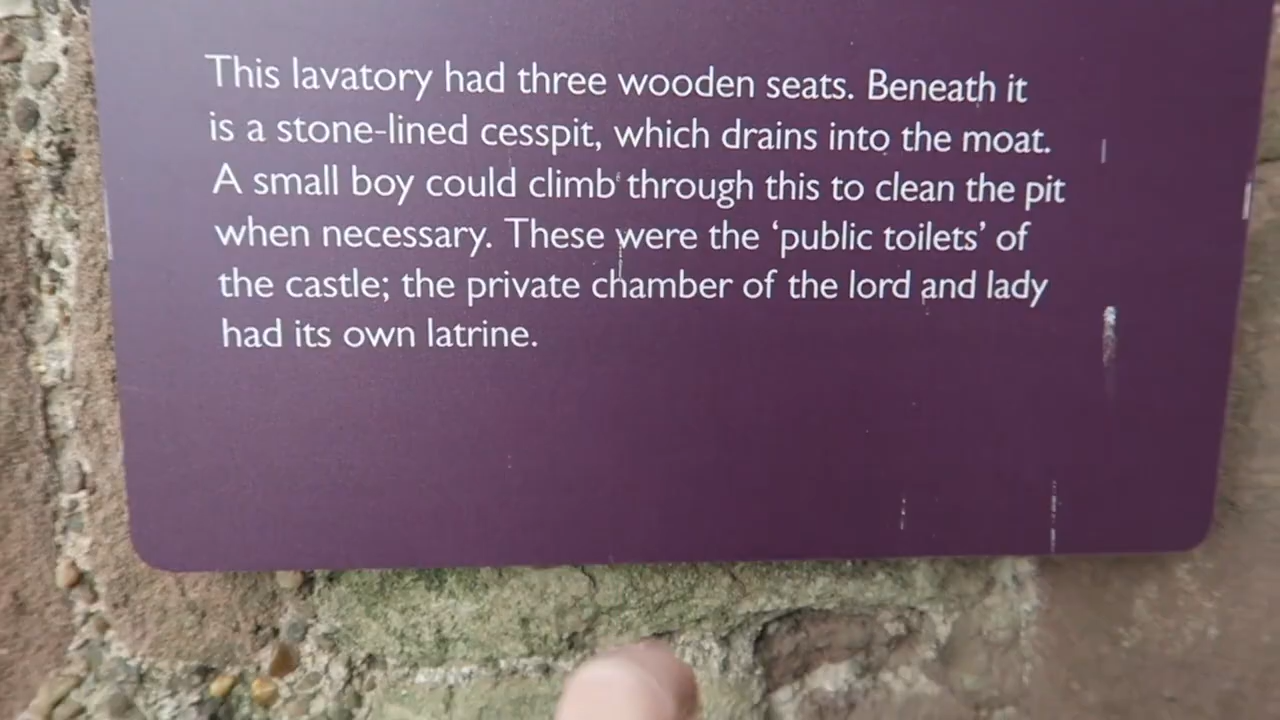 This lavatory had three wooden seats. Beneath it
is a stone-lined cesspit, which drains into the moat.
A small boy could climb through this to clean the pit
when necessary. These were the ‘public toilets’ of
the castle; the private chamber of the lord and lady
had its own latrine.